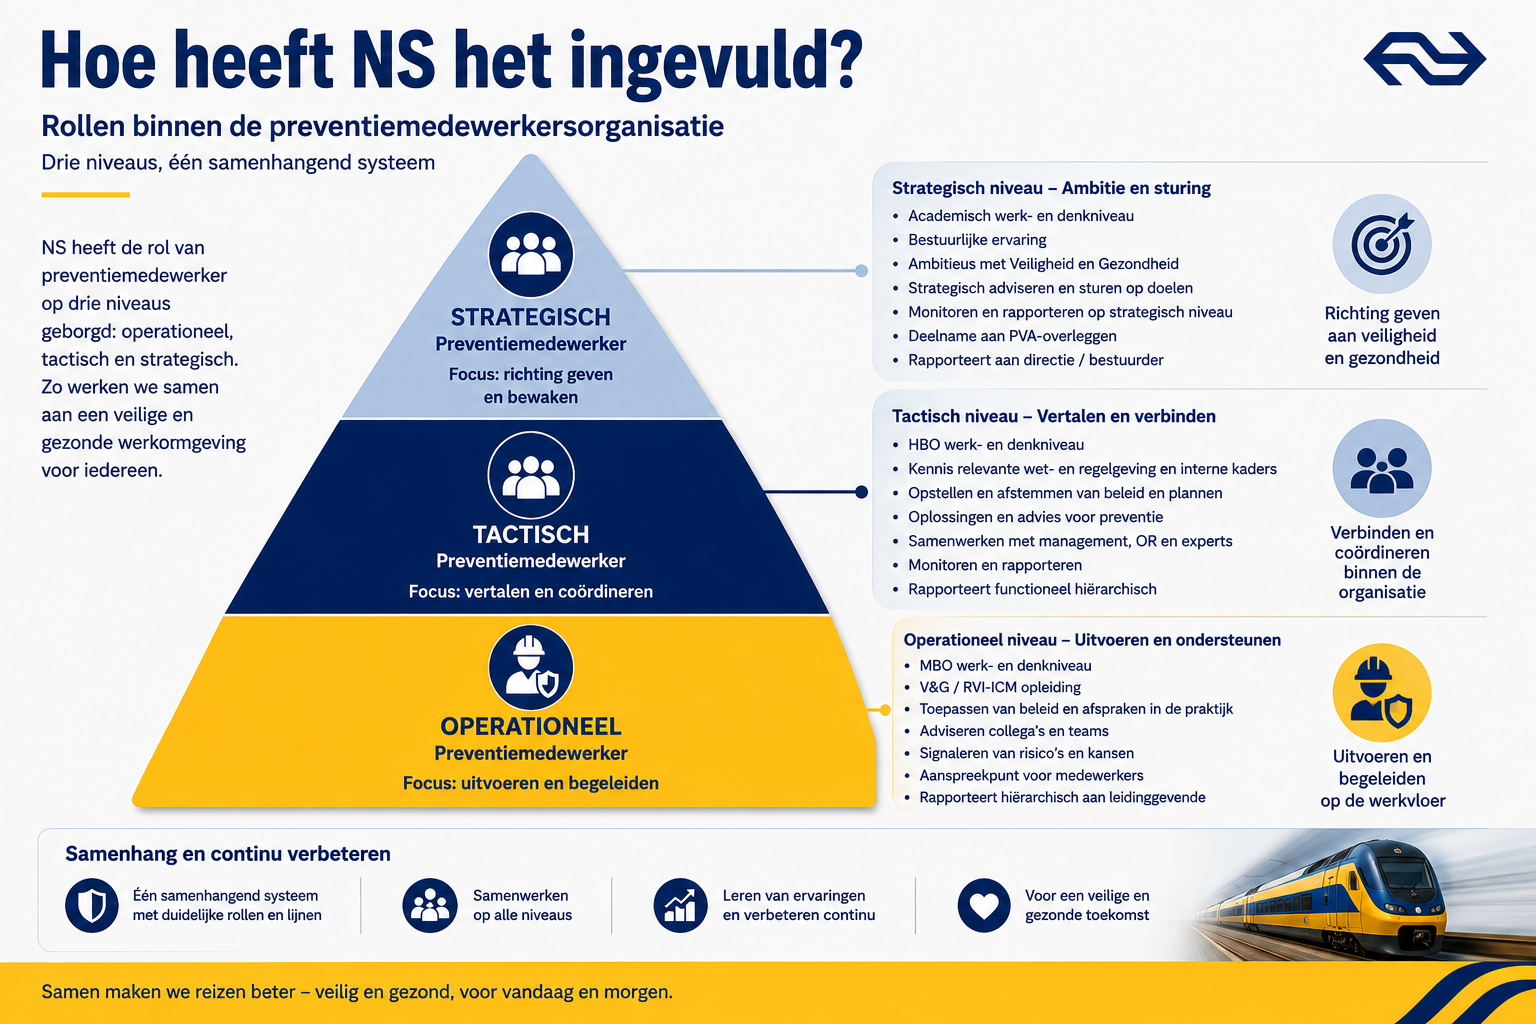 Hoe heeft NS het ingevuld?
Rollen binnen de preventiemedewerkersorganisatie
Drie niveaus, één samenhangend systeem
NS heeft de rol van
preventiemedewerker
op drie niveaus
geborgd: operationeel,
tactisch en strategisch.
Zo werken we samen
aan een veilige en
gezonde werkomgeving
voor iedereen.
STRATEGISCH
Preventiemedewerker
Focus: richting geven
en bewaken
TACTISCH
Preventiemedewerker
Focus: vertalen en coördineren
OPERATIONEEL
Preventiemedewerker
Focus: uitvoeren en begeleiden
Strategisch niveau – Ambitie en sturing
• Academisch werk- en denkniveau
• Bestuurlijke ervaring
• Ambitieus met Veiligheid en Gezondheid
• Strategisch adviseren en sturen op doelen
• Monitoren en rapporteren op strategisch niveau
• Deelname aan PVA-overleggen
• Rapporteert aan directie / bestuurder
Richting geven
aan veiligheid
en gezondheid
Tactisch niveau – Vertalen en verbinden
• HBO werk- en denkniveau
• Kennis relevante wet- en regelgeving en interne kaders
• Opstellen en afstemmen van beleid en plannen
• Oplossingen en advies voor preventie
• Samenwerken met management, OR en experts
• Monitoren en rapporteren
• Rapporteert functioneel hiërarchisch
Verbinden en
coördineren
binnen de
organisatie
Operationeel niveau – Uitvoeren en ondersteunen
• MBO werk- en denkniveau
• V&G / RVI-ICM opleiding
• Toepassen van beleid en afspraken in de praktijk
• Adviseren collega's en teams
• Signaleren van risico's en kansen
• Aanspreekpunt voor medewerkers
• Rapporteert hiërarchisch aan leidinggevende
Uitvoeren en
begeleiden
op de werkvloer
Samenhang en continu verbeteren
Één samenhangend systeem
met duidelijke rollen en lijnen
Samenwerken
op alle niveaus
Leren van ervaringen
en verbeteren continu
Voor een veilige en
gezonde toekomst
Samen maken we reizen beter – veilig en gezond, voor vandaag en morgen.